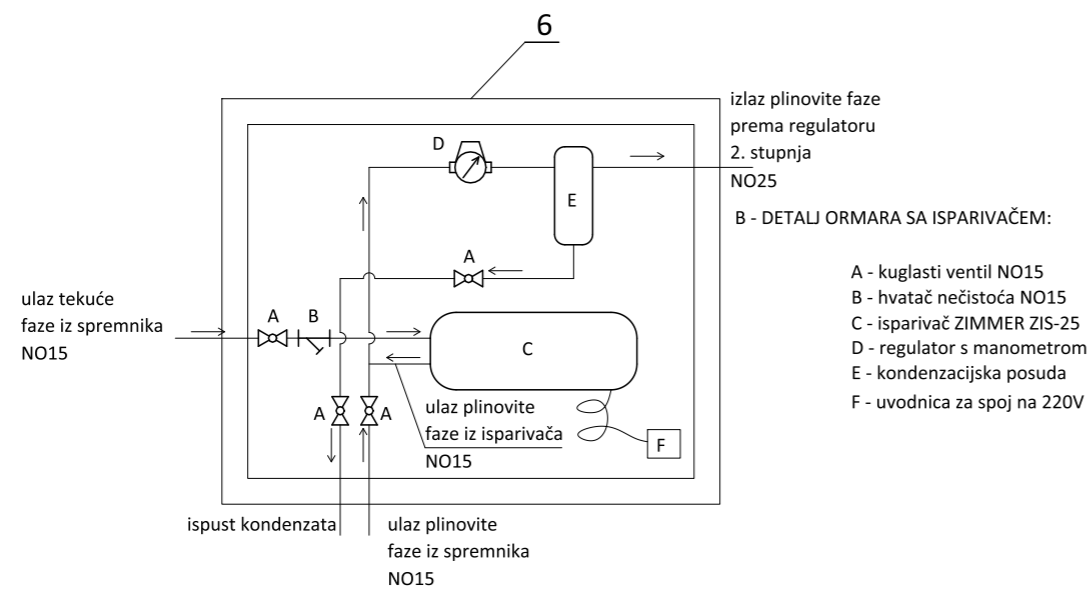 6
izlaz plinovite faze
prema regulatoru
2. stupnja
NO25
D
E
B - DETALJ ORMARA SA ISPARIVAČEM:
A
A - kuglasti ventil NO15
B - hvatač nečistoća NO15
C - isparivač ZIMMER ZIS-25
D - regulator s manometrom
E - kondenzacijska posuda
F - uvodnica za spoj na 220V
ulaz tekuće
faze iz spremnika
NO15
A
B
C
A
A
ulaz plinovite
faze iz isparivača
NO15
F
ispust kondenzata
ulaz plinovite
faze iz spremnika
NO15